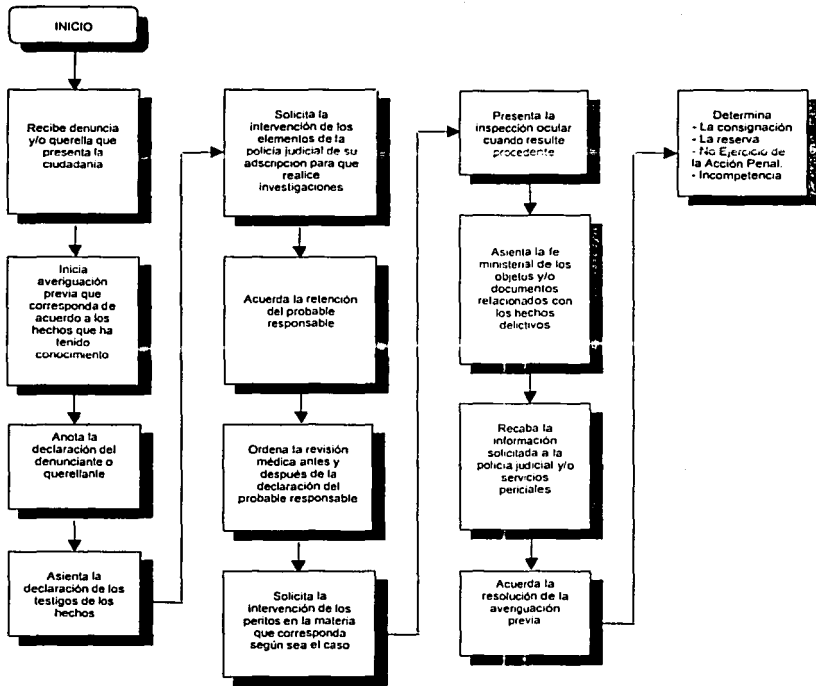 INICIO
Recibe denuncia
y/o querella que
presenta la
ciudadanía
Inicia
averiguación
previa que
corresponda de
acuerdo a los
hechos que ha
tenido
conocimiento
Anota la
declaración del
denunciante o
querellante
Asienta la
declaración de los
testigos de los
hechos
Solicita la
intervención de los
elementos de la
policía judicial de su
adscripción para que
realice
investigaciones
Acuerda la retención
del probable
responsable
Ordena la revisión
médica antes y
después de la
declaración del
probable responsable
Solicita la
intervención de los
peritos en la materia
que corresponda
según sea el caso
Presenta la
inspección ocular
cuando resulte
procedente
Asienta la fe
ministerial de los
objetos y/o
documentos
relacionados con
los hechos
delictivos
Recaba la
información
solicitada a la
policía judicial y/o
servicios
periciales
Acuerda la
resolución de la
averiguación
previa
Determina
- La consignación
- La reserva
- No Ejercicio de
la Acción Penal.
- Incompetencia